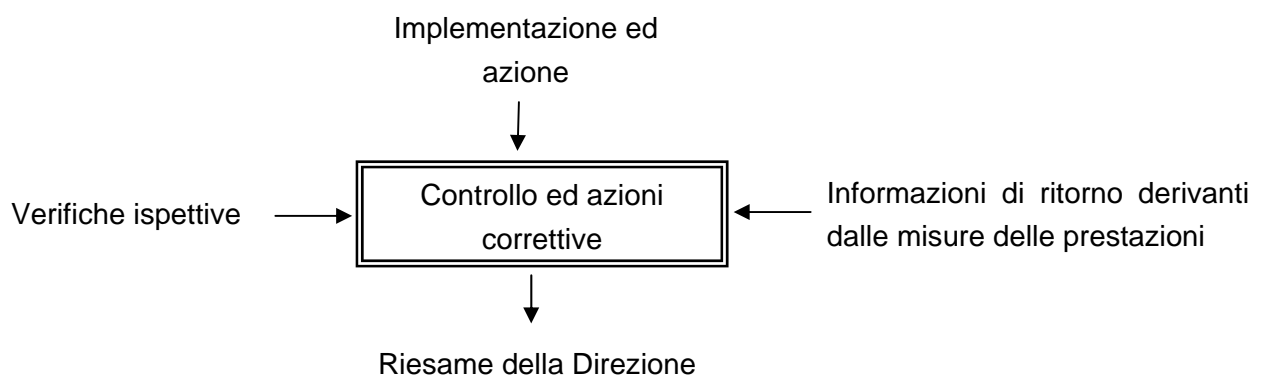 Implementazione ed
azione
Verifiche ispettive
Controllo ed azioni
correttive
Informazioni di ritorno derivanti
dalle misure delle prestazioni
Riesame della Direzione